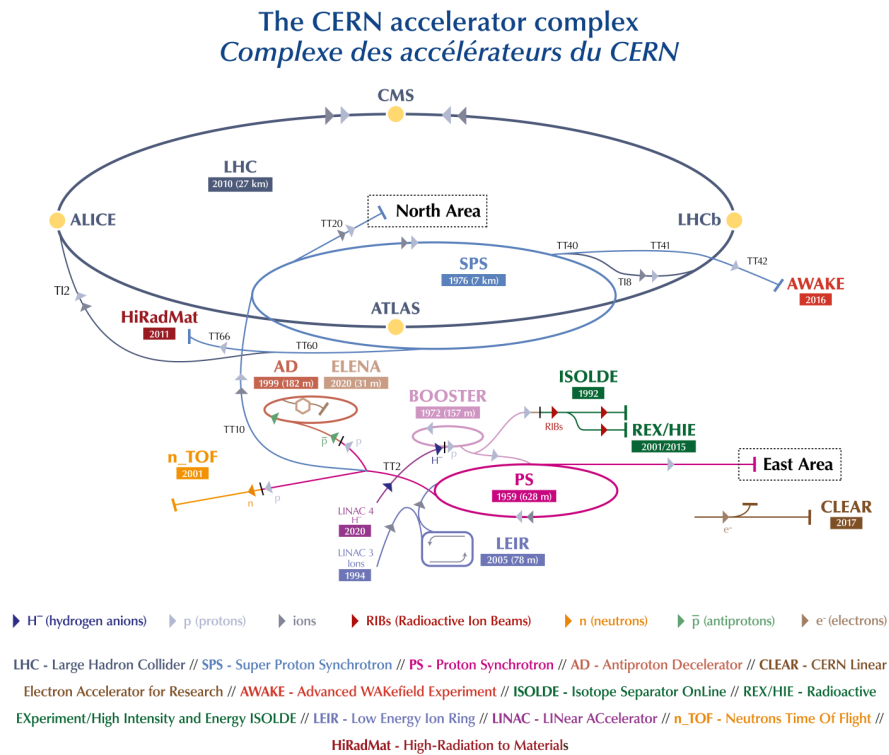 The CERN accelerator complex
Complexe des accélérateurs du CERN
CMS
LHC
2010 (27 km)
ALICE
TT20
North Area
LHCb
TT40
TT41
TT42
SPS
1976 (7 km)
TI2
TI8
AWAKE
2016
HiRadMat
2011
TT66
ATLAS
TT60
AD
1999 (182 m)
ELENA
2020 (31 m)
BOOSTER
1972 (157 m)
ISOLDE
1992
RIBs
REX/HIE
2001/2015
TT10
p̅
p
H⁻
p
n_TOF
2001
TT2
East Area
n
p
PS
1959 (628 m)
LINAC 4
H⁻
2020
CLEAR
2017
e⁻
LINAC 3
Ions
1994
LEIR
2005 (78 m)
H⁻ (hydrogen anions)
p (protons)
ions
RIBs (Radioactive Ion Beams)
n (neutrons)
p̅ (antiprotons)
e⁻ (electrons)
LHC - Large Hadron Collider // SPS - Super Proton Synchrotron // PS - Proton Synchrotron // AD - Antiproton Decelerator // CLEAR - CERN Linear
Electron Accelerator for Research // AWAKE - Advanced WAKefield Experiment // ISOLDE - Isotope Separator OnLine // REX/HIE - Radioactive
EXperiment/High Intensity and Energy ISOLDE // LEIR - Low Energy Ion Ring // LINAC - LINear ACcelerator // n_TOF - Neutrons Time Of Flight //
HiRadMat - High-Radiation to Materials